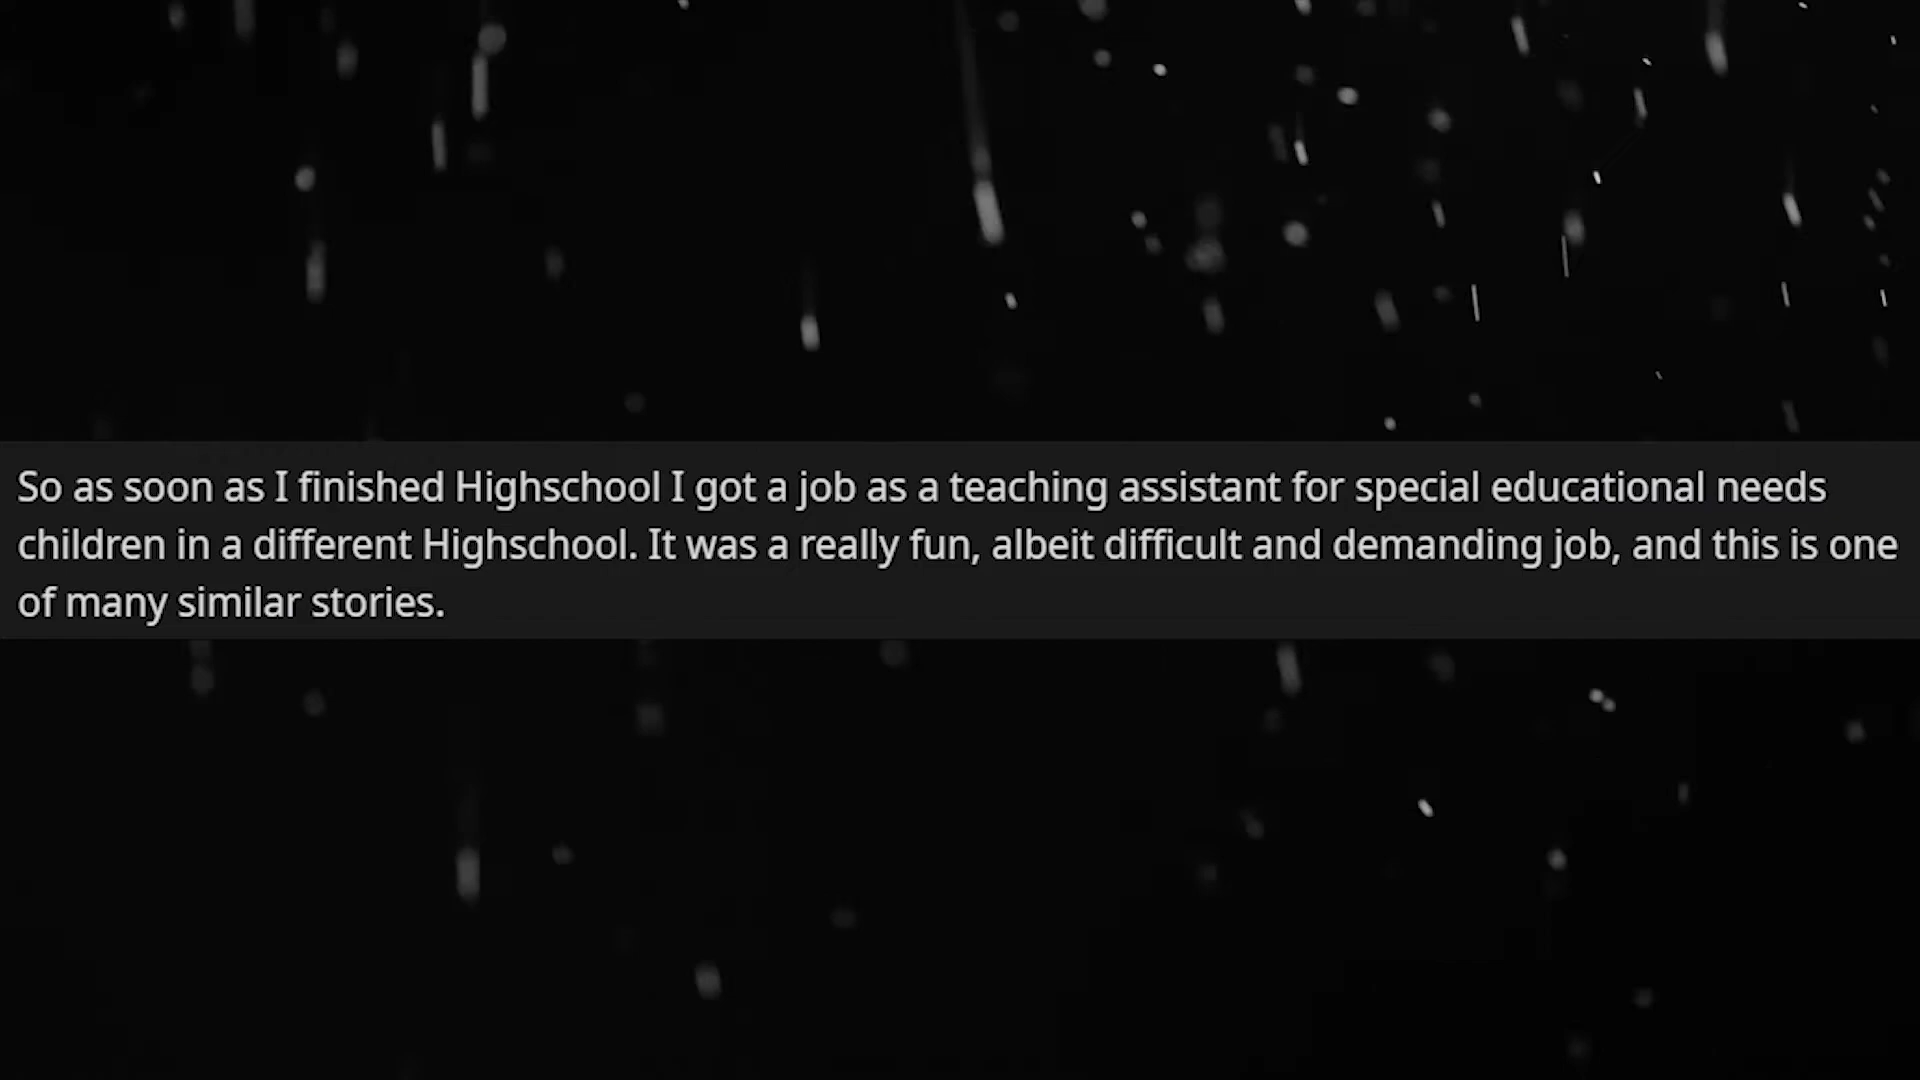 So as soon as I finished Highschool I got a job as a teaching assistant for special educational needs
children in a different Highschool. It was a really fun, albeit difficult and demanding job, and this is one
of many similar stories.